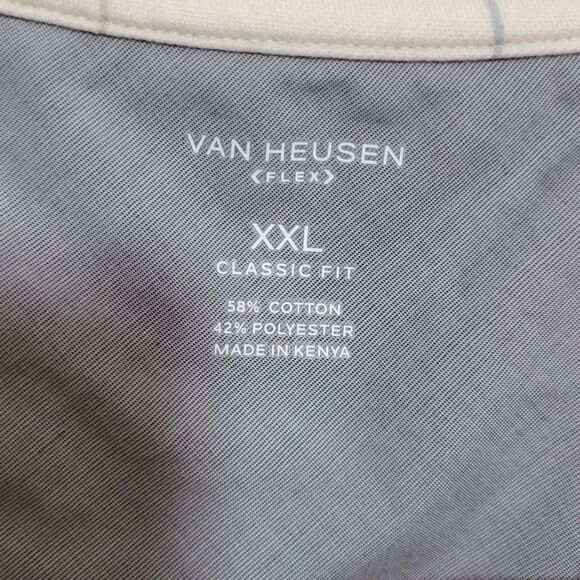 VAN HEUSEN
‹FLEX›
XXL
CLASSIC FIT
58% COTTON
42% POLYESTER
MADE IN KENYA